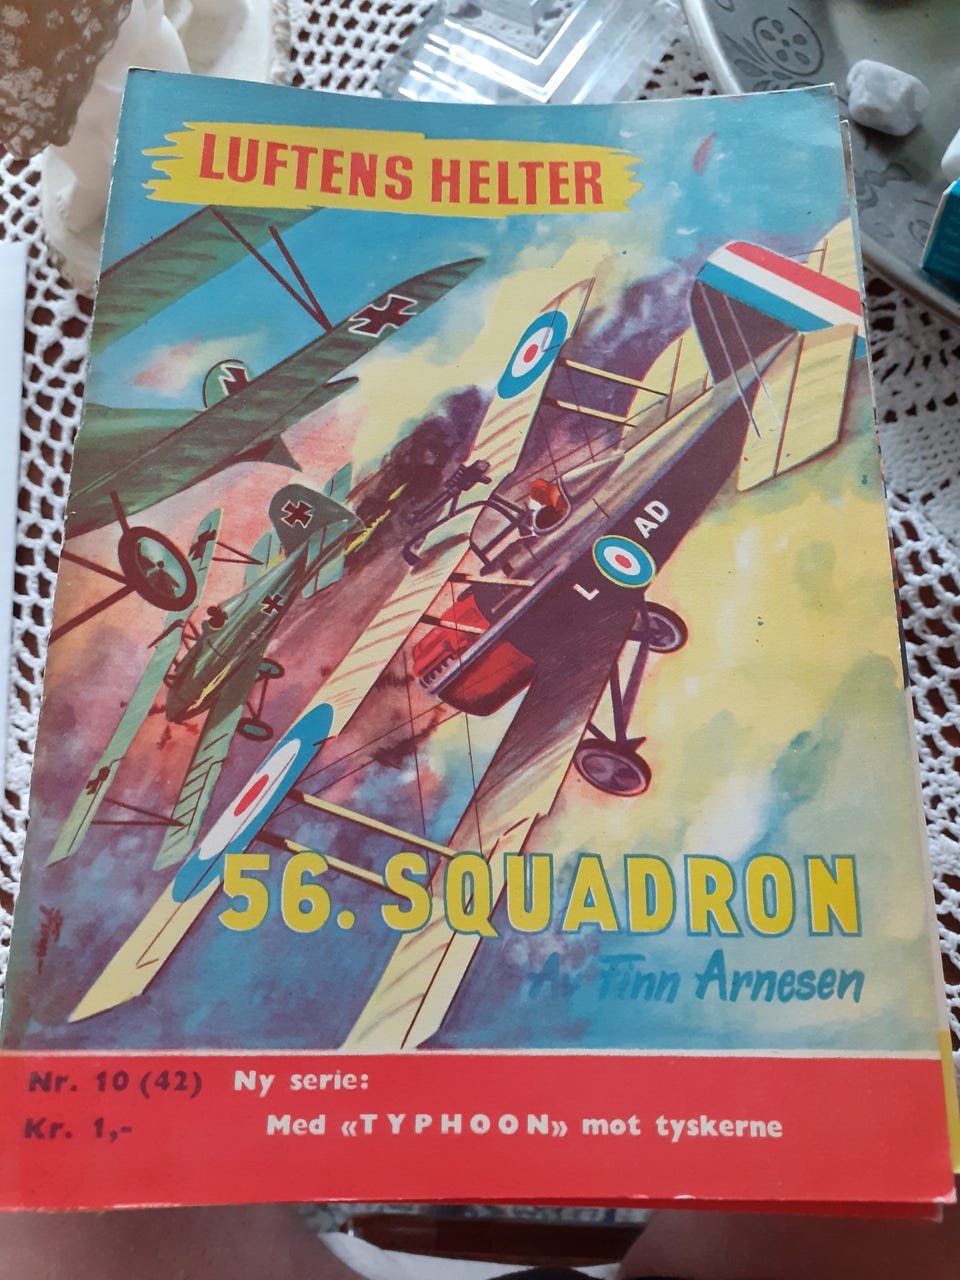 LUFTENS HELTER
AD
L
56. SQUADRON
Av Finn Arnesen
Nr. 10 (42) Ny serie:
Kr. 1,- Med «TYPHOON» mot tyskerne